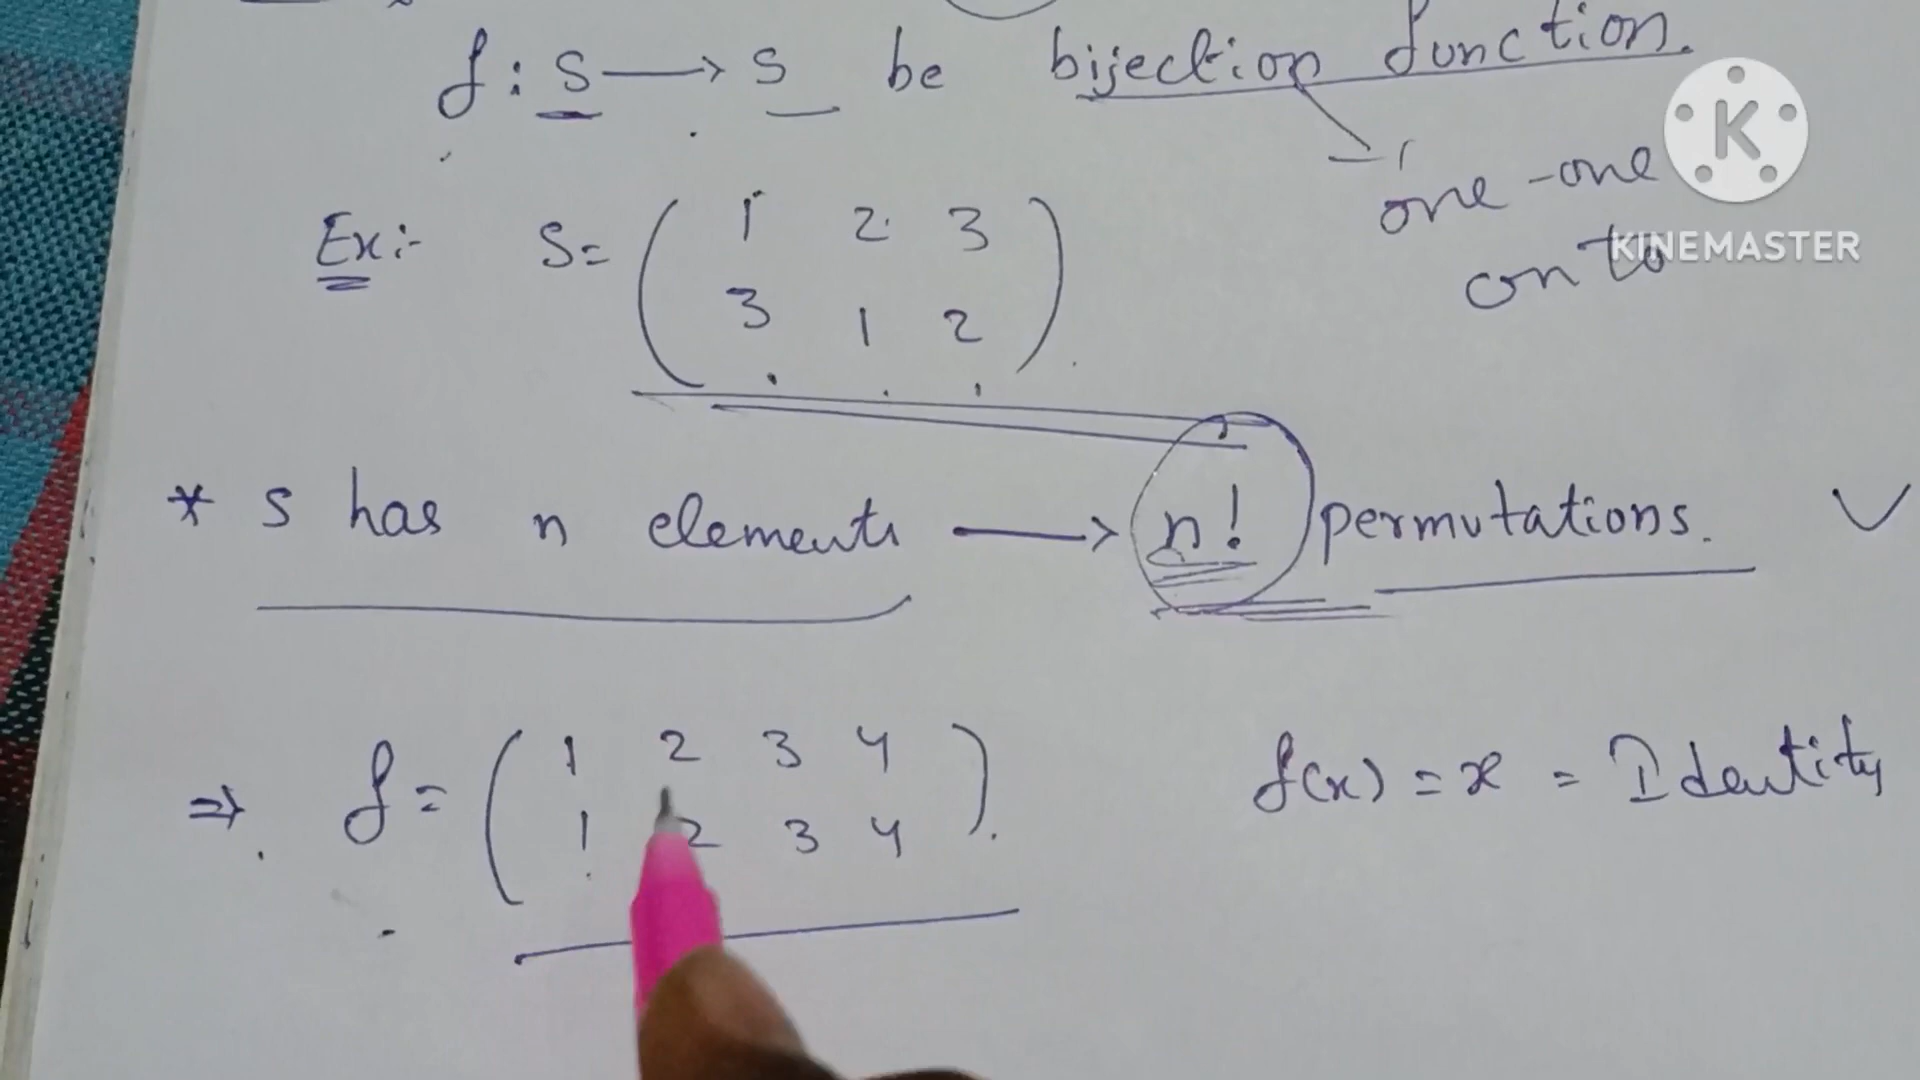 f : S → S be bijection function.
one-one
onto
Ex:- S = ( 1 2 3
3 1 2 )
* S has n elements → n! permutations.
⇒ f = ( 1 2 3 4
1 2 3 4 ).
f(x) = x = Identity
K
KINEMASTER